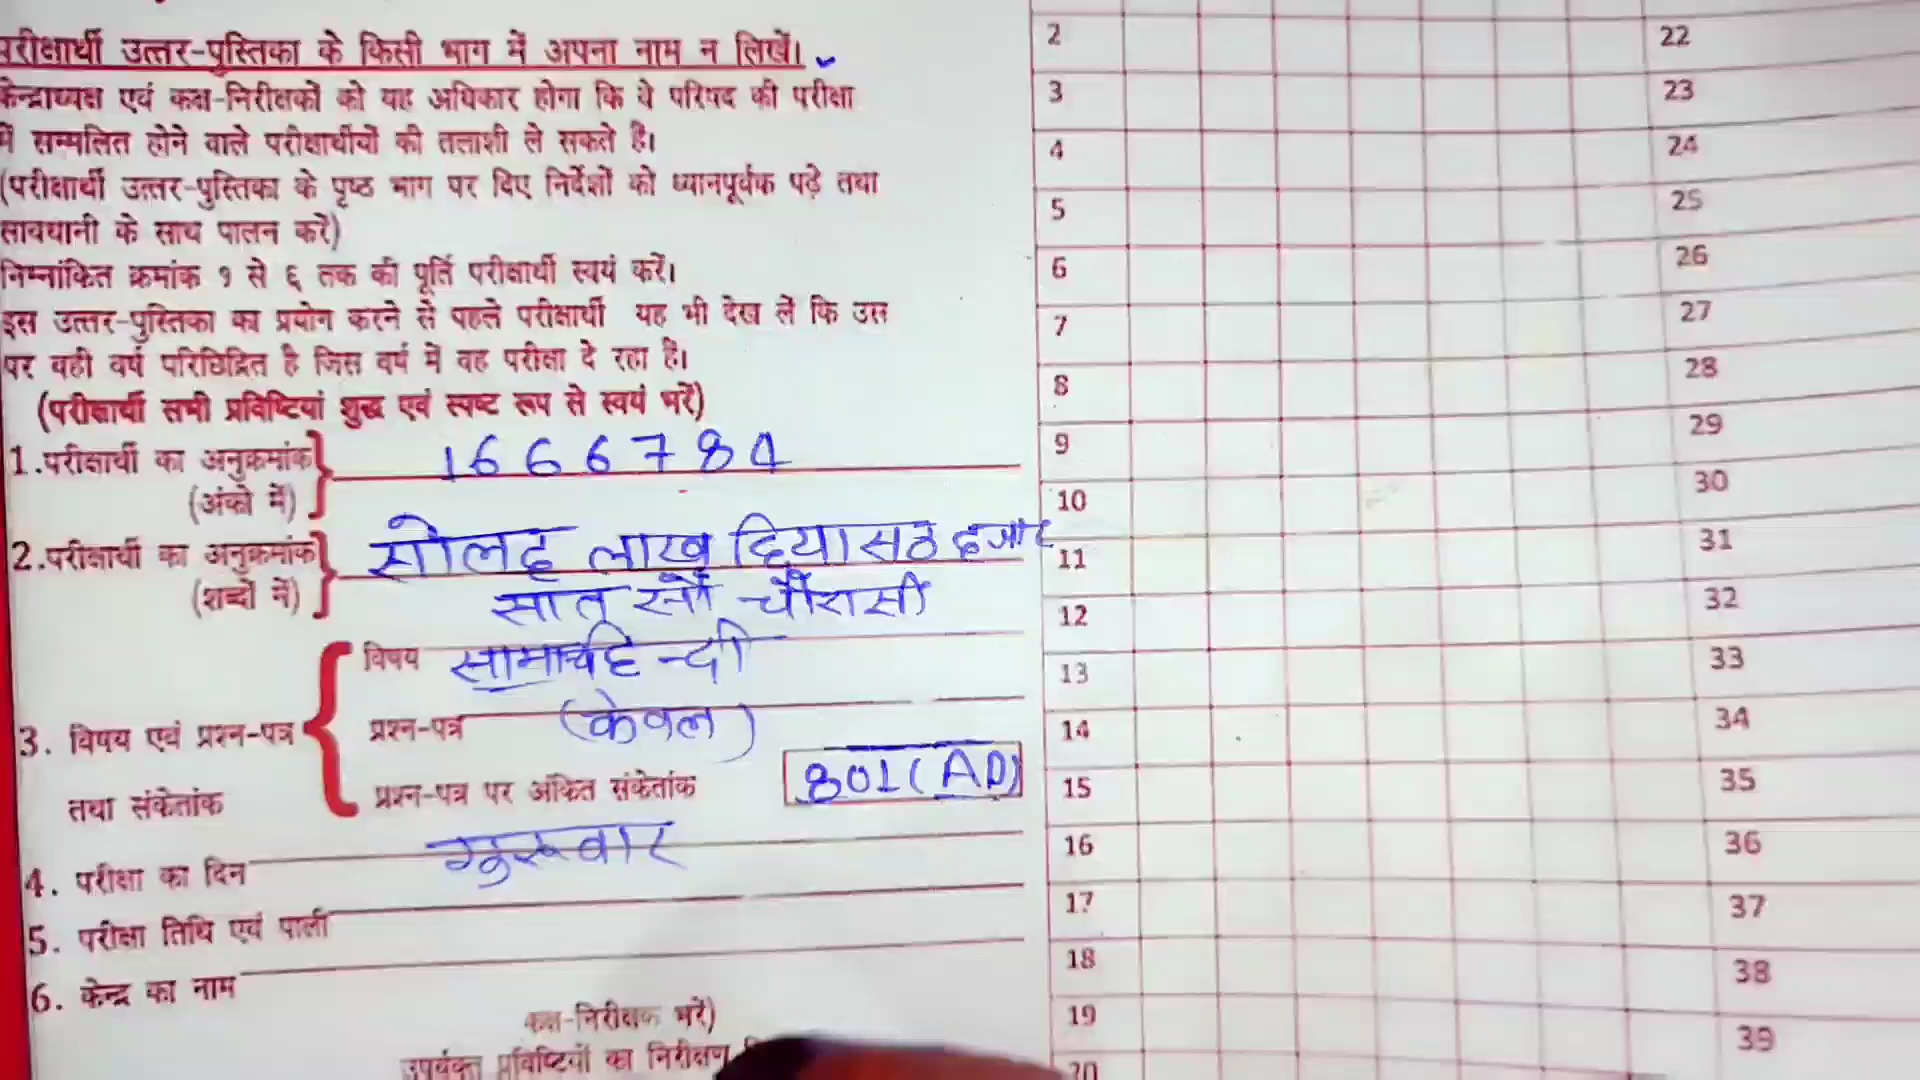 परीक्षार्थी उत्तर-पुस्तिका के किसी भाग में अपना नाम न लिखें।
केन्द्राध्यक्ष एवं कक्ष-निरीक्षकों को यह अधिकार होगा कि वे परिषद की परीक्षा
में सम्मलित होने वाले परीक्षार्थीयों की तलाशी ले सकते है।
(परीक्षार्थी उत्तर-पुस्तिका के पृष्ठ भाग पर दिए निर्देशों को ध्यानपूर्वक पढ़े तथा
सावधानी के साथ पालन करें)
निम्नांकित क्रमांक १ से ६ तक की पूर्ति परीक्षार्थी स्वयं करें।
इस उत्तर-पुस्तिका का प्रयोग करने से पहले परीक्षार्थी यह भी देख लें कि उस
पर वही वर्ष परिछिद्रित है जिस वर्ष में वह परीक्षा दे रहा है।
(परीक्षार्थी सभी प्रविष्टियां शुद्ध एवं स्पष्ट रूप से स्वयं भरें)
1.परीक्षार्थी का अनुक्रमांक 1666784
(अंको में)
2.परीक्षार्थी का अनुक्रमांक सोलह लाख छियासठ हजार
(शब्दों में) सात सौ चौरासी
विषय सामान्य हिन्दी
3. विषय एवं प्रश्न-पत्र प्रश्न-पत्र (केवल)
तथा संकेतांक प्रश्न-पत्र पर अंकित संकेतांक 801(AD)
4. परीक्षा का दिन गुरूवार
5. परीक्षा तिथि एवं पाली
6. केन्द्र का नाम
कक्ष-निरीक्षक भरें)
उपर्युक्त प्रविष्टियों का निरीक्षण
2 22
3 23
4 24
5 25
6 26
7 27
8 28
9 29
10 30
11 31
12 32
13 33
14 34
15 35
16 36
17 37
18 38
19 39
20